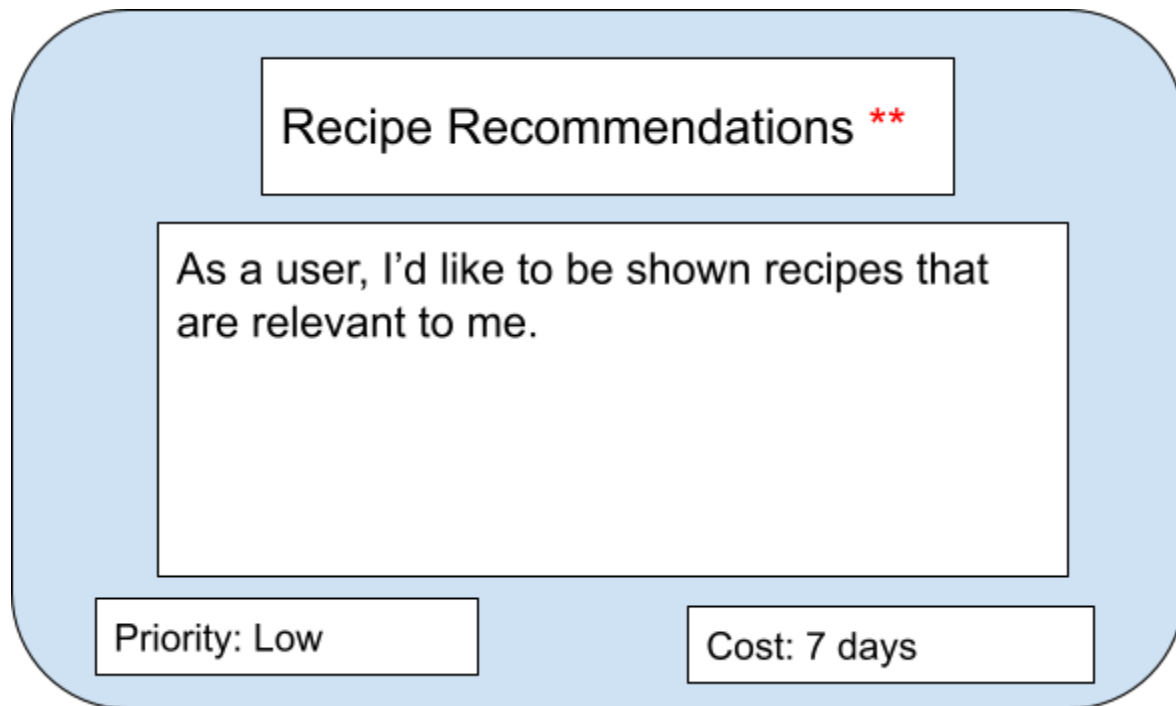 Recipe Recommendations **
As a user, I’d like to be shown recipes that
are relevant to me.
Priority: Low
Cost: 7 days